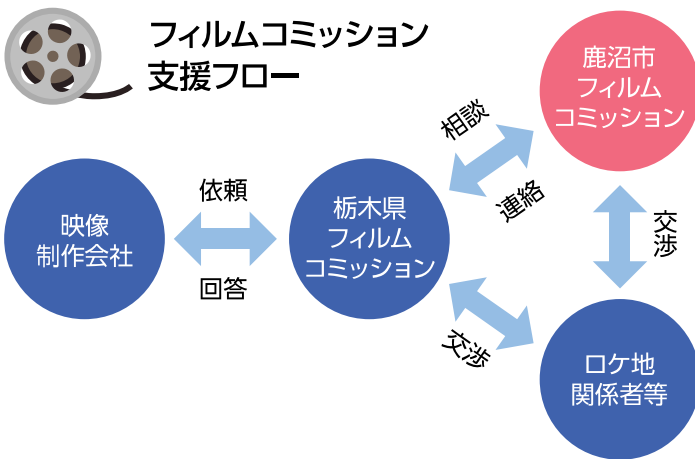 フィルムコミッション
支援フロー
映像
制作会社
依頼
回答
栃木県
フィルム
コミッション
相談
連絡
交渉
鹿沼市
フィルム
コミッション
交渉
ロケ地
関係者等